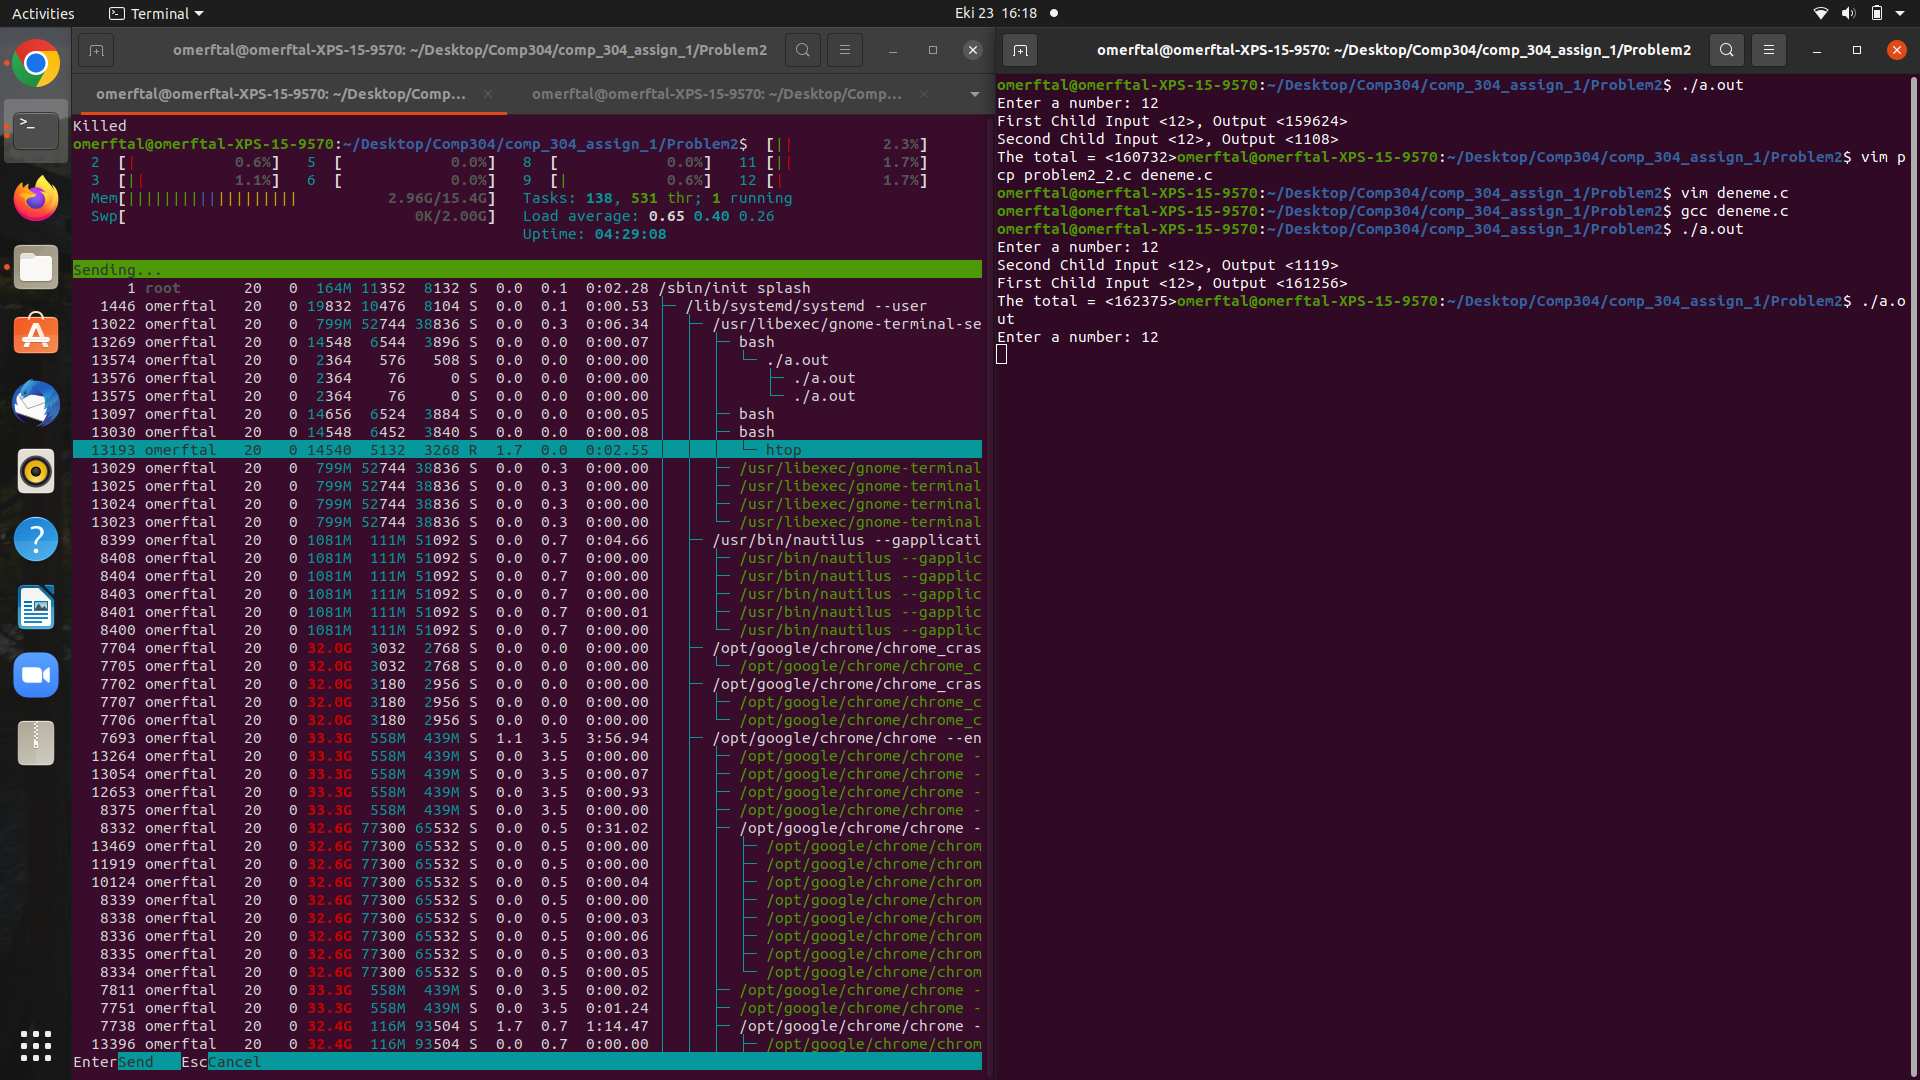 Activities
Terminal
Eki 23 16:18
omerftal@omerftal-XPS-15-9570: ~/Desktop/Comp304/comp_304_assign_1/Problem2
omerftal@omerftal-XPS-15-9570: ~/Desktop/Comp...
omerftal@omerftal-XPS-15-9570: ~/Desktop/Comp...
Killed
omerftal@omerftal-XPS-15-9570:~/Desktop/Comp304/comp_304_assign_1/Problem2$ [|| 2.3%]
2 [| 0.6%] 5 [ 0.0%] 8 [ 0.0%] 11 [|| 1.7%]
3 [|| 1.1%] 6 [ 0.0%] 9 [| 0.6%] 12 [| 1.7%]
Mem[||||||||||||||||||| 2.96G/15.4G] Tasks: 138, 531 thr; 1 running
Swp[ 0K/2.00G] Load average: 0.65 0.40 0.26
Uptime: 04:29:08
Sending...
1 root 20 0 164M 11352 8132 S 0.0 0.1 0:02.28 /sbin/init splash
1446 omerftal 20 0 19832 10476 8104 S 0.0 0.1 0:00.53 ├─ /lib/systemd/systemd --user
13022 omerftal 20 0 799M 52744 38836 S 0.0 0.3 0:06.34 │ ├─ /usr/libexec/gnome-terminal-se
13269 omerftal 20 0 14548 6544 3896 S 0.0 0.0 0:00.07 │ │ ├─ bash
13574 omerftal 20 0 2364 576 508 S 0.0 0.0 0:00.00 │ │ │ └─ ./a.out
13576 omerftal 20 0 2364 76 0 S 0.0 0.0 0:00.00 │ │ │ ├─ ./a.out
13575 omerftal 20 0 2364 76 0 S 0.0 0.0 0:00.00 │ │ │ └─ ./a.out
13097 omerftal 20 0 14656 6524 3884 S 0.0 0.0 0:00.05 │ │ ├─ bash
13030 omerftal 20 0 14548 6452 3840 S 0.0 0.0 0:00.08 │ │ ├─ bash
13193 omerftal 20 0 14540 5132 3268 R 1.7 0.0 0:02.55 │ │ │ └─ htop
13029 omerftal 20 0 799M 52744 38836 S 0.0 0.3 0:00.00 │ │ ├─ /usr/libexec/gnome-terminal
13025 omerftal 20 0 799M 52744 38836 S 0.0 0.3 0:00.00 │ │ ├─ /usr/libexec/gnome-terminal
13024 omerftal 20 0 799M 52744 38836 S 0.0 0.3 0:00.00 │ │ ├─ /usr/libexec/gnome-terminal
13023 omerftal 20 0 799M 52744 38836 S 0.0 0.3 0:00.00 │ │ └─ /usr/libexec/gnome-terminal
8399 omerftal 20 0 1081M 111M 51092 S 0.0 0.7 0:04.66 │ ├─ /usr/bin/nautilus --gapplicati
8408 omerftal 20 0 1081M 111M 51092 S 0.0 0.7 0:00.00 │ │ ├─ /usr/bin/nautilus --gapplic
8404 omerftal 20 0 1081M 111M 51092 S 0.0 0.7 0:00.00 │ │ ├─ /usr/bin/nautilus --gapplic
8403 omerftal 20 0 1081M 111M 51092 S 0.0 0.7 0:00.00 │ │ ├─ /usr/bin/nautilus --gapplic
8401 omerftal 20 0 1081M 111M 51092 S 0.0 0.7 0:00.01 │ │ ├─ /usr/bin/nautilus --gapplic
8400 omerftal 20 0 1081M 111M 51092 S 0.0 0.7 0:00.00 │ │ └─ /usr/bin/nautilus --gapplic
7704 omerftal 20 0 32.0G 3032 2768 S 0.0 0.0 0:00.00 │ ├─ /opt/google/chrome/chrome_cras
7705 omerftal 20 0 32.0G 3032 2768 S 0.0 0.0 0:00.00 │ │ └─ /opt/google/chrome/chrome_c
7702 omerftal 20 0 32.0G 3180 2956 S 0.0 0.0 0:00.00 │ ├─ /opt/google/chrome/chrome_cras
7707 omerftal 20 0 32.0G 3180 2956 S 0.0 0.0 0:00.00 │ │ ├─ /opt/google/chrome/chrome_c
7706 omerftal 20 0 32.0G 3180 2956 S 0.0 0.0 0:00.00 │ │ └─ /opt/google/chrome/chrome_c
7693 omerftal 20 0 33.3G 558M 439M S 1.1 3.5 3:56.94 │ ├─ /opt/google/chrome/chrome --en
13264 omerftal 20 0 33.3G 558M 439M S 0.0 3.5 0:00.00 │ │ ├─ /opt/google/chrome/chrome -
13054 omerftal 20 0 33.3G 558M 439M S 0.0 3.5 0:00.07 │ │ ├─ /opt/google/chrome/chrome -
12653 omerftal 20 0 33.3G 558M 439M S 0.0 3.5 0:00.93 │ │ ├─ /opt/google/chrome/chrome -
8375 omerftal 20 0 33.3G 558M 439M S 0.0 3.5 0:00.00 │ │ ├─ /opt/google/chrome/chrome -
8332 omerftal 20 0 32.6G 77300 65532 S 0.0 0.5 0:31.02 │ │ ├─ /opt/google/chrome/chrome -
13469 omerftal 20 0 32.6G 77300 65532 S 0.0 0.5 0:00.00 │ │ │ ├─ /opt/google/chrome/chrom
11919 omerftal 20 0 32.6G 77300 65532 S 0.0 0.5 0:00.00 │ │ │ ├─ /opt/google/chrome/chrom
10124 omerftal 20 0 32.6G 77300 65532 S 0.0 0.5 0:00.04 │ │ │ ├─ /opt/google/chrome/chrom
8339 omerftal 20 0 32.6G 77300 65532 S 0.0 0.5 0:00.00 │ │ │ ├─ /opt/google/chrome/chrom
8338 omerftal 20 0 32.6G 77300 65532 S 0.0 0.5 0:00.03 │ │ │ ├─ /opt/google/chrome/chrom
8336 omerftal 20 0 32.6G 77300 65532 S 0.0 0.5 0:00.06 │ │ │ ├─ /opt/google/chrome/chrom
8335 omerftal 20 0 32.6G 77300 65532 S 0.0 0.5 0:00.03 │ │ │ ├─ /opt/google/chrome/chrom
8334 omerftal 20 0 32.6G 77300 65532 S 0.0 0.5 0:00.05 │ │ │ └─ /opt/google/chrome/chrom
7811 omerftal 20 0 33.3G 558M 439M S 0.0 3.5 0:00.02 │ │ ├─ /opt/google/chrome/chrome -
7751 omerftal 20 0 33.3G 558M 439M S 0.0 3.5 0:01.24 │ │ ├─ /opt/google/chrome/chrome -
7738 omerftal 20 0 32.4G 116M 93504 S 1.7 0.7 1:14.47 │ │ ├─ /opt/google/chrome/chrome -
13396 omerftal 20 0 32.4G 116M 93504 S 0.0 0.7 0:00.00 │ │ │ ├─ /opt/google/chrome/chrom
EnterSend EscCancel
omerftal@omerftal-XPS-15-9570: ~/Desktop/Comp304/comp_304_assign_1/Problem2
omerftal@omerftal-XPS-15-9570:~/Desktop/Comp304/comp_304_assign_1/Problem2$ ./a.out
Enter a number: 12
First Child Input <12>, Output <159624>
Second Child Input <12>, Output <1108>
The total = <160732>omerftal@omerftal-XPS-15-9570:~/Desktop/Comp304/comp_304_assign_1/Problem2$ vim p
cp problem2_2.c deneme.c
omerftal@omerftal-XPS-15-9570:~/Desktop/Comp304/comp_304_assign_1/Problem2$ vim deneme.c
omerftal@omerftal-XPS-15-9570:~/Desktop/Comp304/comp_304_assign_1/Problem2$ gcc deneme.c
omerftal@omerftal-XPS-15-9570:~/Desktop/Comp304/comp_304_assign_1/Problem2$ ./a.out
Enter a number: 12
Second Child Input <12>, Output <1119>
First Child Input <12>, Output <161256>
The total = <162375>omerftal@omerftal-XPS-15-9570:~/Desktop/Comp304/comp_304_assign_1/Problem2$ ./a.o
ut
Enter a number: 12